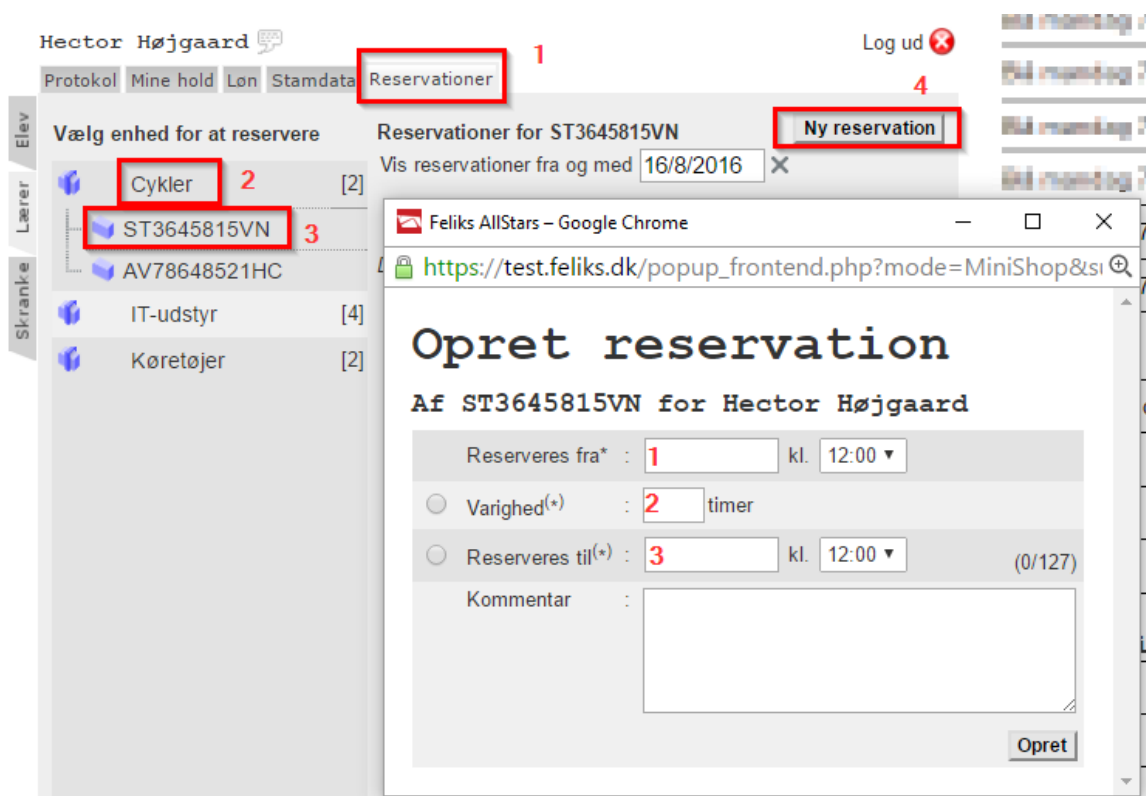 Hector Højgaard
Log ud
1
Protokol Mine hold Løn Stamdata Reservationer
4
Elev
Lærer
Skranke
Vælg enhed for at reservere
Cykler 2 [2]
ST3645815VN 3
AV78648521HC
IT-udstyr [4]
Køretøjer [2]
Reservationer for ST3645815VN
Ny reservation
Vis reservationer fra og med 16/8/2016
Feliks AllStars – Google Chrome
https://test.feliks.dk/popup_frontend.php?mode=MiniShop&su
Opret reservation
Af ST3645815VN for Hector Højgaard
Reserveres fra* : 1 kl. 12:00
Varighed(*) : 2 timer
Reserveres til(*) : 3 kl. 12:00
(0/127)
Kommentar :
Opret